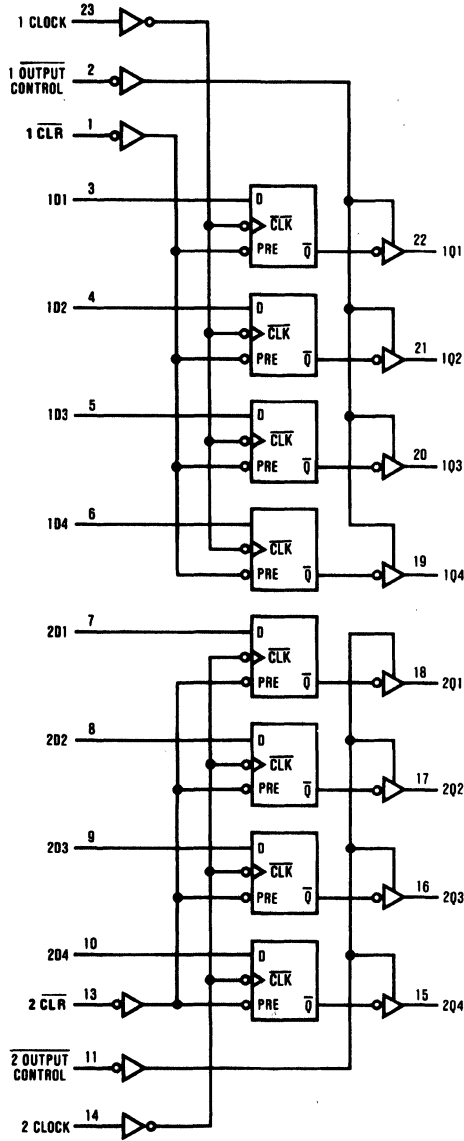 1 CLOCK 23
1 OUTPUT CONTROL 2
1 CLR 1
1D1 3 D
CLK
PRE Q 22 1Q1
1D2 4 D
CLK
PRE Q 21 1Q2
1D3 5 D
CLK
PRE Q 20 1Q3
1D4 6 D
CLK
PRE Q 19 1Q4
2D1 7 D
CLK
PRE Q 18 2Q1
2D2 8 D
CLK
PRE Q 17 2Q2
2D3 9 D
CLK
PRE Q 16 2Q3
2D4 10 D
CLK
2 CLR 13 PRE Q 15 2Q4
2 OUTPUT CONTROL 11
2 CLOCK 14